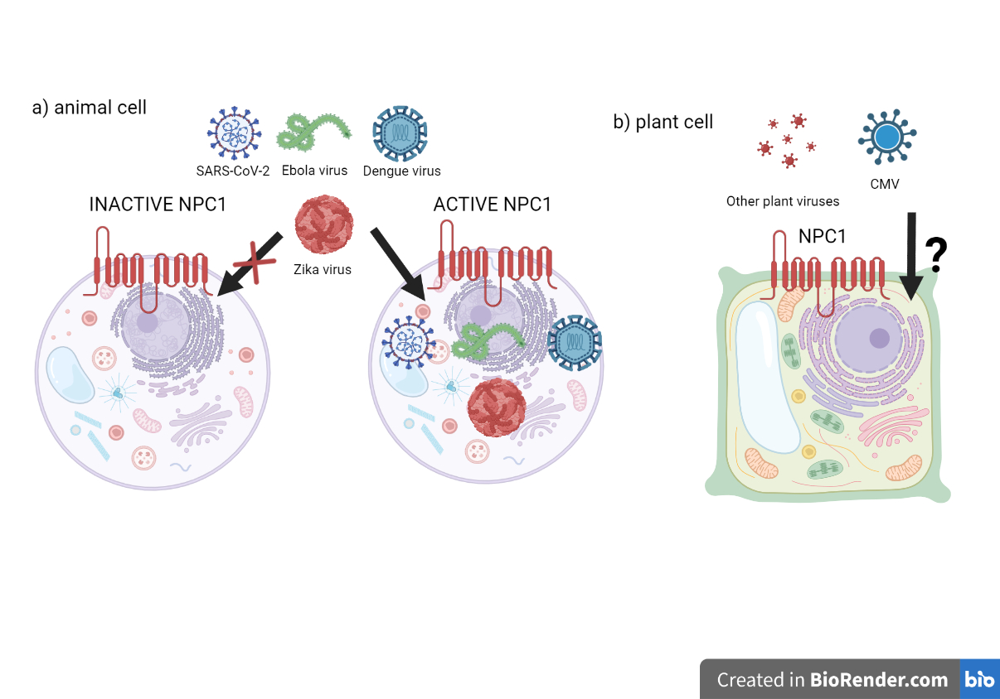 a) animal cell
SARS-CoV-2
Ebola virus
Dengue virus
INACTIVE NPC1
ACTIVE NPC1
Zika virus
b) plant cell
CMV
Other plant viruses
NPC1
?
Created in BioRender.com
bio